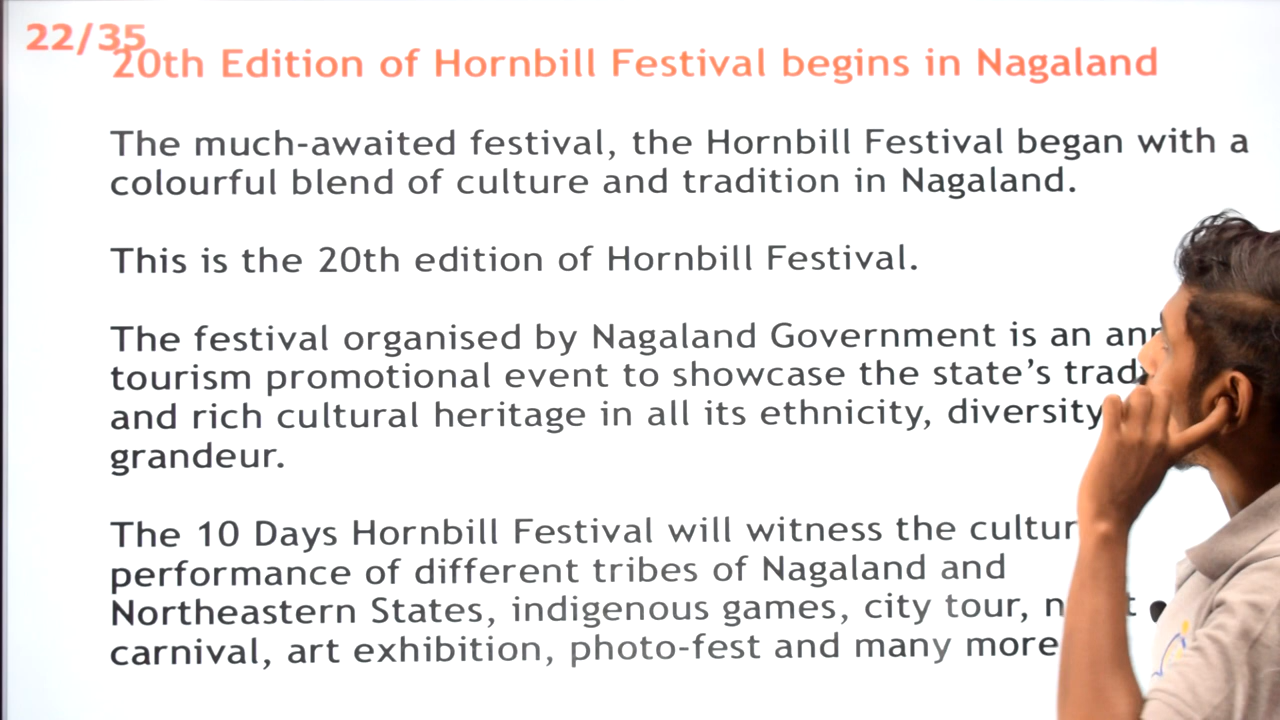 22/35
20th Edition of Hornbill Festival begins in Nagaland
The much-awaited festival, the Hornbill Festival began with a
colourful blend of culture and tradition in Nagaland.
This is the 20th edition of Hornbill Festival.
The festival organised by Nagaland Government is an
tourism promotional event to showcase the state's
and rich cultural heritage in all its ethnicity, diversity
grandeur.
The 10 Days Hornbill Festival will witness the
performance of different tribes of Nagaland and
Northeastern States, indigenous games, city tour,
carnival, art exhibition, photo-fest and many more